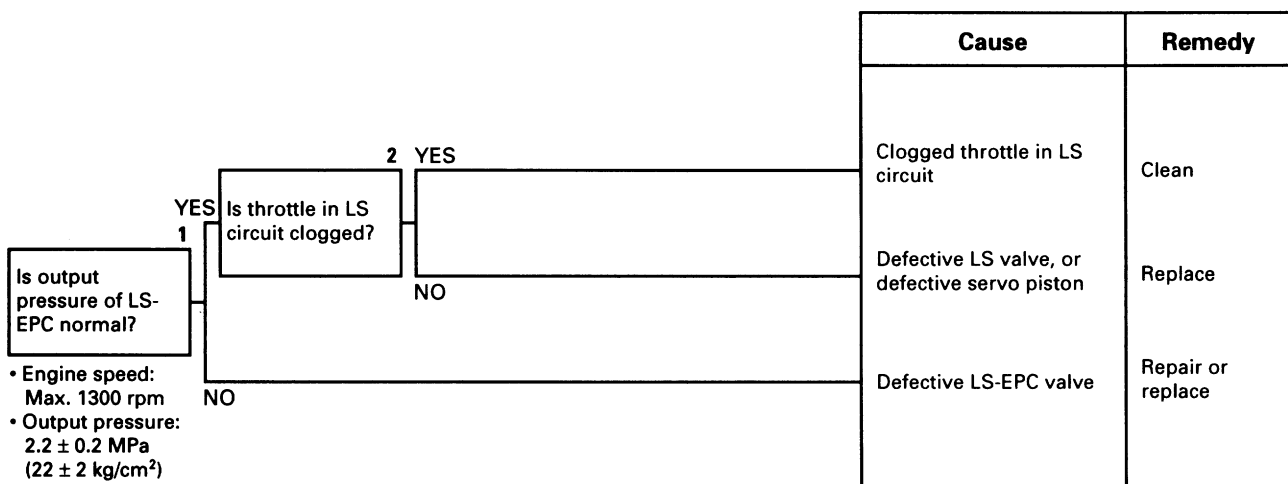 Cause
Remedy
2 YES
Clogged throttle in LS
circuit
Clean
YES
1
Is throttle in LS
circuit clogged?
Is output
pressure of LS-
EPC normal?
NO
Defective LS valve, or
defective servo piston
Replace
• Engine speed:
Max. 1300 rpm
• Output pressure:
2.2 ± 0.2 MPa
(22 ± 2 kg/cm²)
NO
Defective LS-EPC valve
Repair or
replace